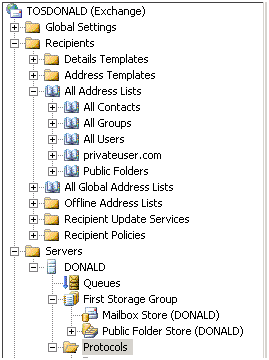 TOSDONALD (Exchange)
Global Settings
Recipients
Details Templates
Address Templates
All Address Lists
All Contacts
All Groups
All Users
privateuser.com
Public Folders
All Global Address Lists
Offline Address Lists
Recipient Update Services
Recipient Policies
Servers
DONALD
Queues
First Storage Group
Mailbox Store (DONALD)
Public Folder Store (DONALD)
Protocols